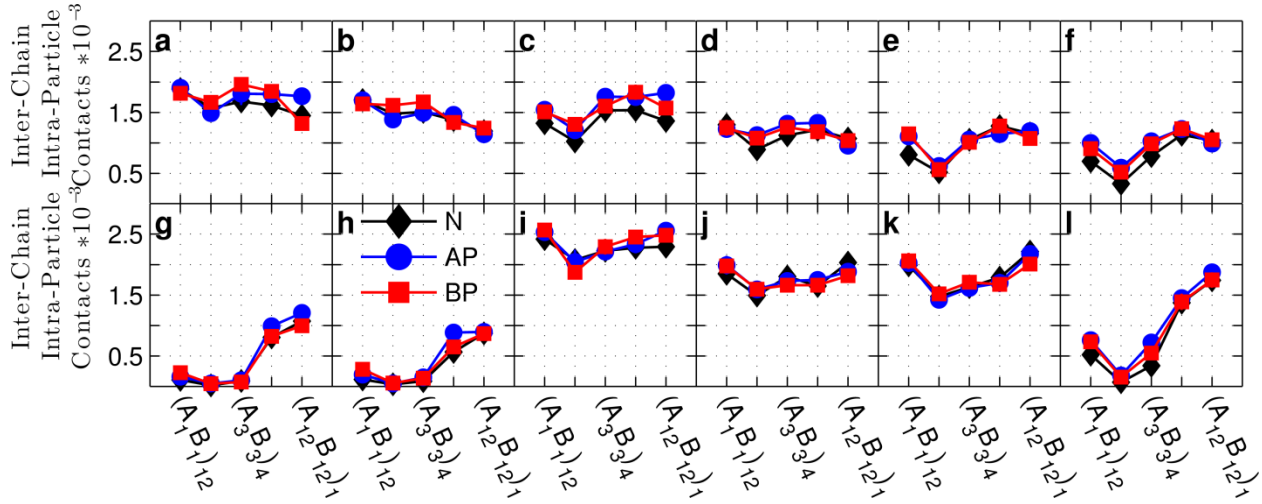 Inter-Chain
Intra-Particle
Contacts *10⁻³
2.5
1.5
0.5
a
b
c
d
e
f
Inter-Chain
Intra-Particle
Contacts *10⁻³
2.5
1.5
0.5
g
h
i
j
k
l
N
AP
BP
(A₁B₁)₁₂
(A₃B₃)₄
(A₁₂B₁₂)₁
(A₁B₁)₁₂
(A₃B₃)₄
(A₁₂B₁₂)₁
(A₁B₁)₁₂
(A₃B₃)₄
(A₁₂B₁₂)₁
(A₁B₁)₁₂
(A₃B₃)₄
(A₁₂B₁₂)₁
(A₁B₁)₁₂
(A₃B₃)₄
(A₁₂B₁₂)₁
(A₁B₁)₁₂
(A₃B₃)₄
(A₁₂B₁₂)₁